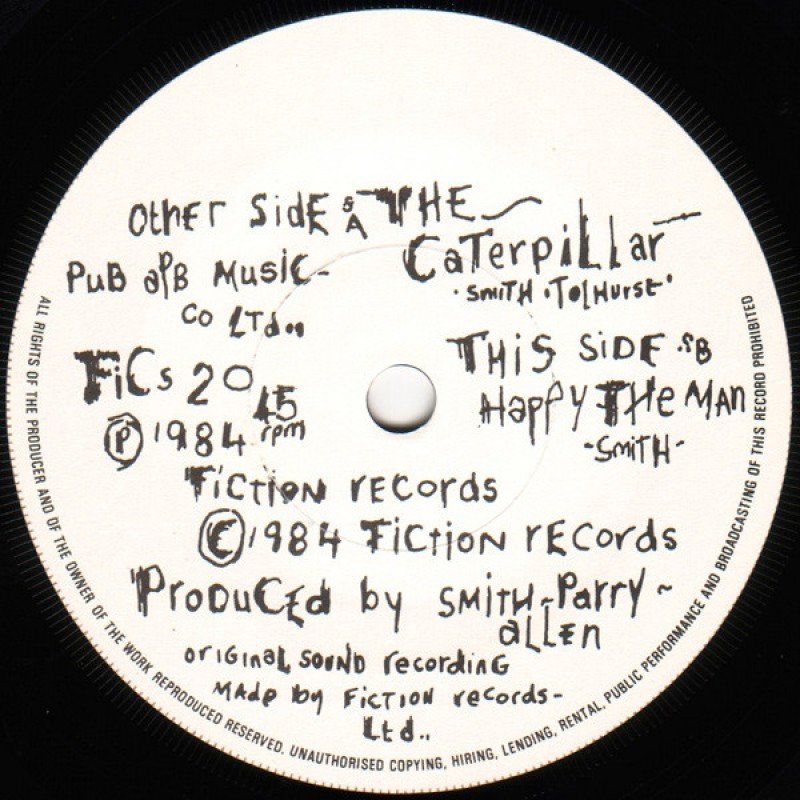 Other Side & A THE
Caterpillar
Pub APB Music -
· Smith · Tolhurst ·
Co Ltd..
This Side .. B
FiCs 20
Happy The Man
45
rpm
- Smith -
Ⓟ 1984
Fiction records
© 1984 Fiction records
Produced by Smith - Parry -
Allen
original sound recording
Made by Fiction records -
Ltd..
ALL RIGHTS OF THE PRODUCER AND OF THE OWNER OF THE WORK REPRODUCED RESERVED. UNAUTHORISED COPYING, HIRING, LENDING, RENTAL, PUBLIC PERFORMANCE AND BROADCASTING OF THIS RECORD PROHIBITED